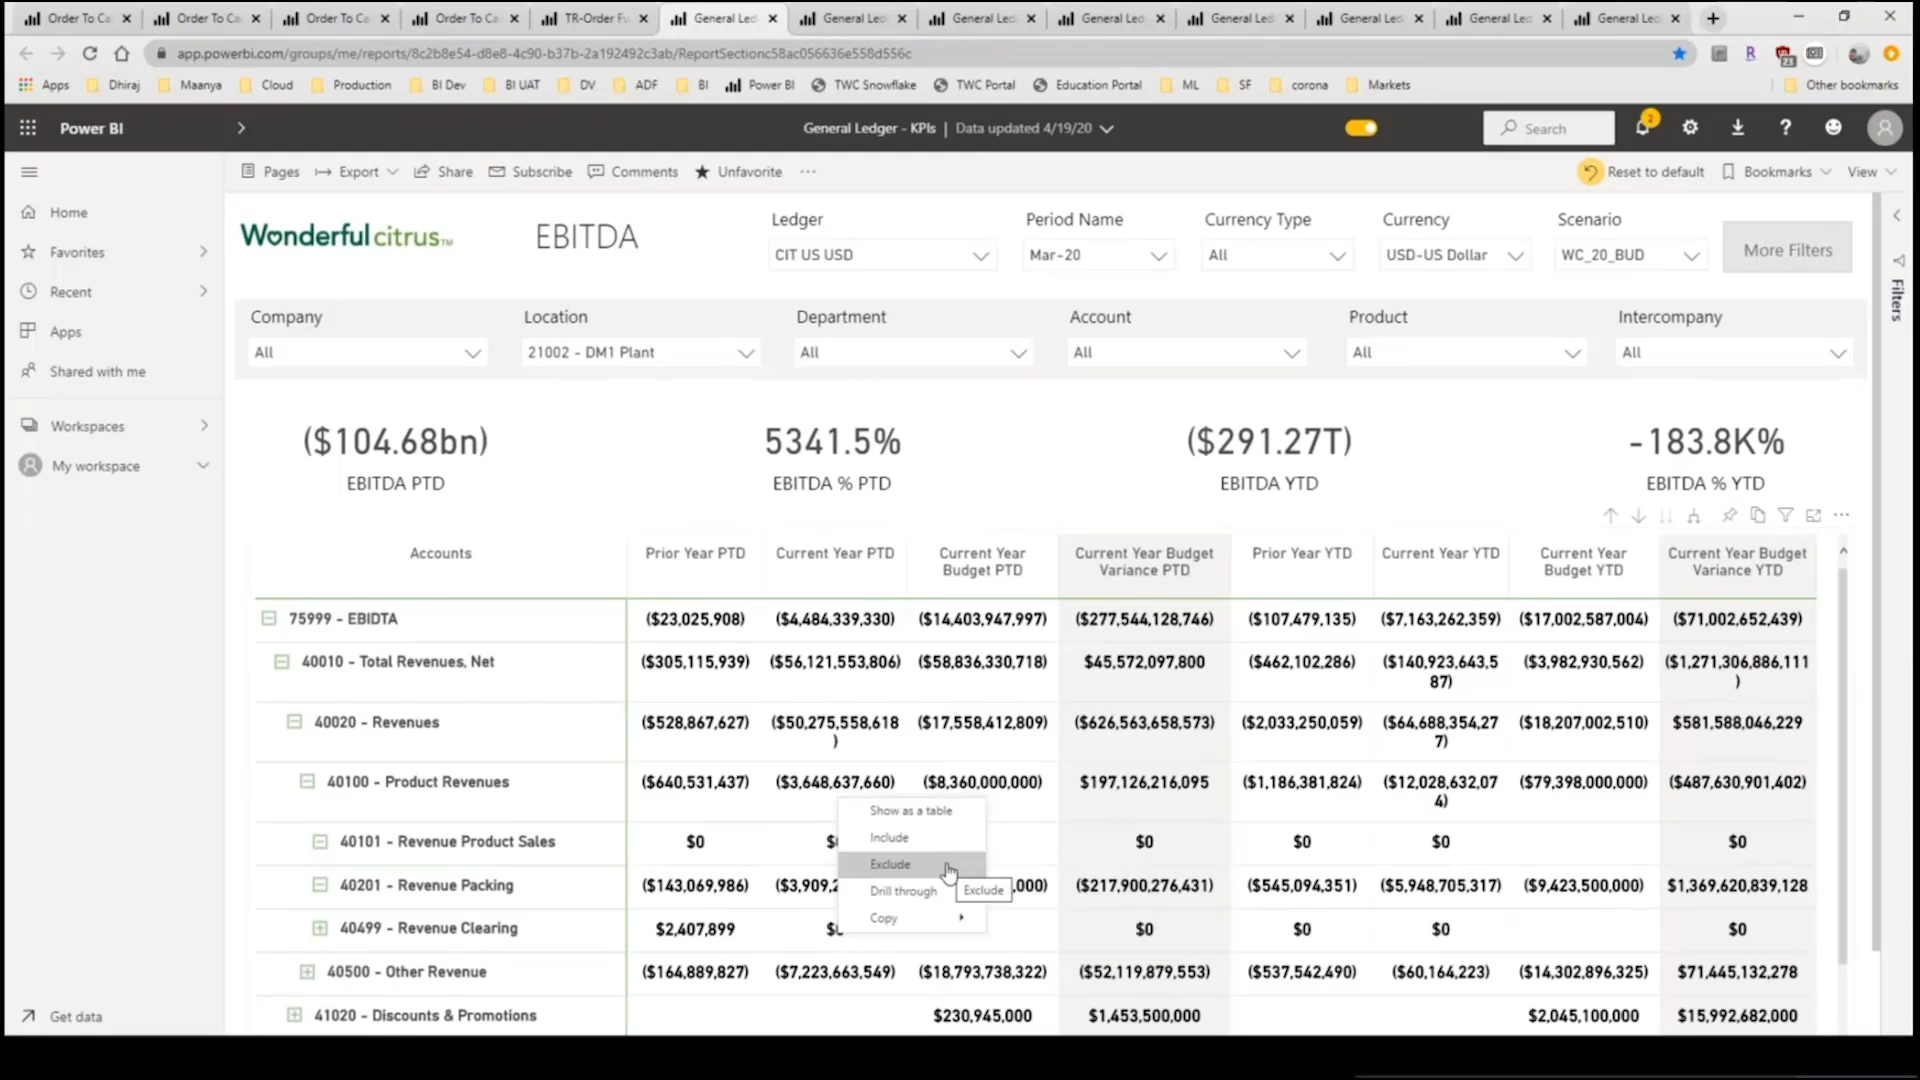 Order To Ca Order To Ca Order To Ca Order To Ca TR-Order Fu General Led General Led General Led General Led General Led General Led General Led General Led
app.powerbi.com/groups/me/reports/8c2b8e54-d8e8-4c90-b37b-2a192492c3ab/ReportSectionc58ac056636e558d556c
Apps Dhiraj Maanya Cloud Production BI Dev BI UAT DV ADF BI Power BI TWC Snowflake TWC Portal Education Portal ML SF corona Markets Other bookmarks
Power BI General Ledger - KPIs | Data updated 4/19/20 Search 2
Pages Export Share Subscribe Comments Unfavorite Reset to default Bookmarks View
Home
Favorites
Recent
Apps
Shared with me
Workspaces
My workspace
Get data
Wonderful citrus™ EBITDA
Ledger Period Name Currency Type Currency Scenario
CIT US USD Mar-20 All USD-US Dollar WC_20_BUD More Filters
Filters
Company Location Department Account Product Intercompany
All 21002 - DM1 Plant All All All All
($104.68bn) 5341.5% ($291.27T) -183.8K%
EBITDA PTD EBITDA % PTD EBITDA YTD EBITDA % YTD
Accounts Prior Year PTD Current Year PTD Current Year Budget PTD Current Year Budget Variance PTD Prior Year YTD Current Year YTD Current Year Budget YTD Current Year Budget Variance YTD
75999 - EBIDTA ($23,025,908) ($4,484,339,330) ($14,403,947,997) ($277,544,128,746) ($107,479,135) ($7,163,262,359) ($17,002,587,004) ($71,002,652,439)
40010 - Total Revenues, Net ($305,115,939) ($56,121,553,806) ($58,836,330,718) $45,572,097,800 ($462,102,286) ($140,923,643,587) ($3,982,930,562) ($1,271,306,886,111)
40020 - Revenues ($528,867,627) ($50,275,558,618) ($17,558,412,809) ($626,563,658,573) ($2,033,250,059) ($64,688,354,277) ($18,207,002,510) $581,588,046,229
40100 - Product Revenues ($640,531,437) ($3,648,637,660) ($8,360,000,000) $197,126,216,095 ($1,186,381,824) ($12,028,632,074) ($79,398,000,000) ($487,630,901,402)
40101 - Revenue Product Sales $0 $0 $0 $0 $0
40201 - Revenue Packing ($143,069,986) ($3,909,2 ,000) ($217,900,276,431) ($545,094,351) ($5,948,705,317) ($9,423,500,000) $1,369,620,839,128
40499 - Revenue Clearing $2,407,899 $0 $0 $0 $0
40500 - Other Revenue ($164,889,827) ($7,223,663,549) ($18,793,738,322) ($52,119,879,553) ($537,542,490) ($60,164,223) ($14,302,896,325) $71,445,132,278
41020 - Discounts & Promotions $230,945,000 $1,453,500,000 $2,045,100,000 $15,992,682,000
Show as a table
Include
Exclude
Drill through
Copy
Exclude